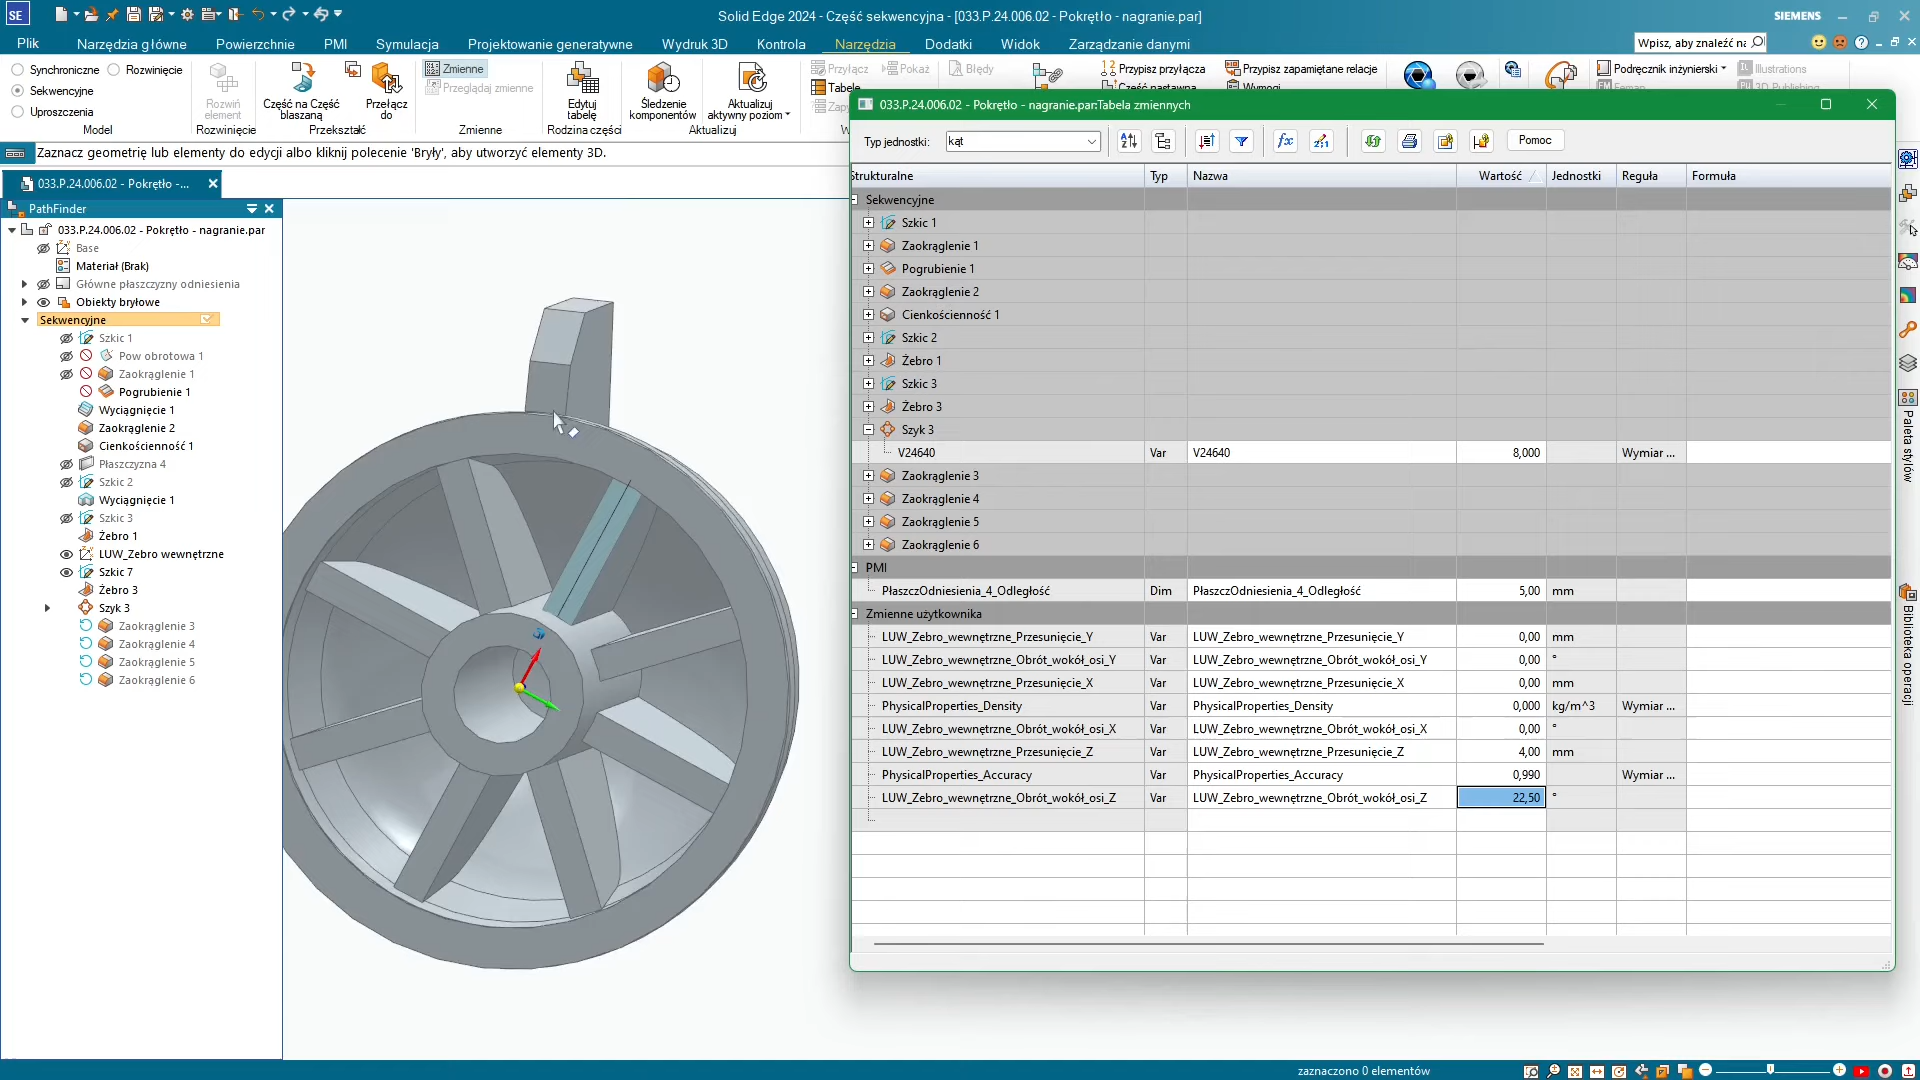 SE
Solid Edge 2024 - Część sekwencyjna - [033.P.24.006.02 - Pokrętło - nagranie.par]
SIEMENS
Plik
Narzędzia główne
Powierzchnie
PMI
Symulacja
Projektowanie generatywne
Wydruk 3D
Kontrola
Narzędzia
Dodatki
Widok
Zarządzanie danymi
Wpisz, aby znaleźć na
Synchroniczne
Rozwinięcie
Sekwencyjne
Uproszczenia
Model
Rozwiń element
Rozwinięcie
Część na Część blaszaną
Przełącz do
Przekształć
Zmienne
Przeglądaj zmienne
Zmienne
Edytuj tabelę
Rodzina części
Śledzenie komponentów
Aktualizuj aktywny poziom
Aktualizuj
Przyłącz
Pokaż
Błędy
Przypisz przyłącza
Przypisz zapamiętane relacje
Podręcznik inżynierski
Illustrations
Zaznacz geometrię lub elementy do edycji albo kliknij polecenie 'Bryły', aby utworzyć elementy 3D.
033.P.24.006.02 - Pokrętło -...
PathFinder
033.P.24.006.02 - Pokrętło - nagranie.par
Base
Materiał (Brak)
Główne płaszczyzny odniesienia
Obiekty bryłowe
Sekwencyjne
Szkic 1
Pow obrotowa 1
Zaokrąglenie 1
Pogrubienie 1
Wyciągnięcie 1
Zaokrąglenie 2
Cienkościenność 1
Płaszczyzna 4
Szkic 2
Wyciągnięcie 1
Szkic 3
Żebro 1
LUW_Zebro wewnętrzne
Szkic 7
Żebro 3
Szyk 3
Zaokrąglenie 3
Zaokrąglenie 4
Zaokrąglenie 5
Zaokrąglenie 6
033.P.24.006.02 - Pokrętło - nagranie.par:Tabela zmiennych
Typ jednostki: kąt
Pomoc
Strukturalne Typ Nazwa Wartość Jednostki Reguła Formuła
Sekwencyjne
Szkic 1
Zaokrąglenie 1
Pogrubienie 1
Zaokrąglenie 2
Cienkościenność 1
Szkic 2
Żebro 1
Szkic 3
Żebro 3
Szyk 3
V24640 Var V24640 8,000 Wymiar ...
Zaokrąglenie 3
Zaokrąglenie 4
Zaokrąglenie 5
Zaokrąglenie 6
PMI
PłaszczOdniesienia_4_Odległość Dim PłaszczOdniesienia_4_Odległość 5,00 mm
Zmienne użytkownika
LUW_Zebro_wewnętrzne_Przesunięcie_Y Var LUW_Zebro_wewnętrzne_Przesunięcie_Y 0,00 mm
LUW_Zebro_wewnętrzne_Obrót_wokół_osi_Y Var LUW_Zebro_wewnętrzne_Obrót_wokół_osi_Y 0,00 °
LUW_Zebro_wewnętrzne_Przesunięcie_X Var LUW_Zebro_wewnętrzne_Przesunięcie_X 0,00 mm
PhysicalProperties_Density Var PhysicalProperties_Density 0,000 kg/m^3 Wymiar ...
LUW_Zebro_wewnętrzne_Obrót_wokół_osi_X Var LUW_Zebro_wewnętrzne_Obrót_wokół_osi_X 0,00 °
LUW_Zebro_wewnętrzne_Przesunięcie_Z Var LUW_Zebro_wewnętrzne_Przesunięcie_Z 4,00 mm
PhysicalProperties_Accuracy Var PhysicalProperties_Accuracy 0,990 Wymiar ...
LUW_Zebro_wewnętrzne_Obrót_wokół_osi_Z Var LUW_Zebro_wewnętrzne_Obrót_wokół_osi_Z 22,50 °
Paleta stylów
Biblioteka operacji
zaznaczono 0 elementów